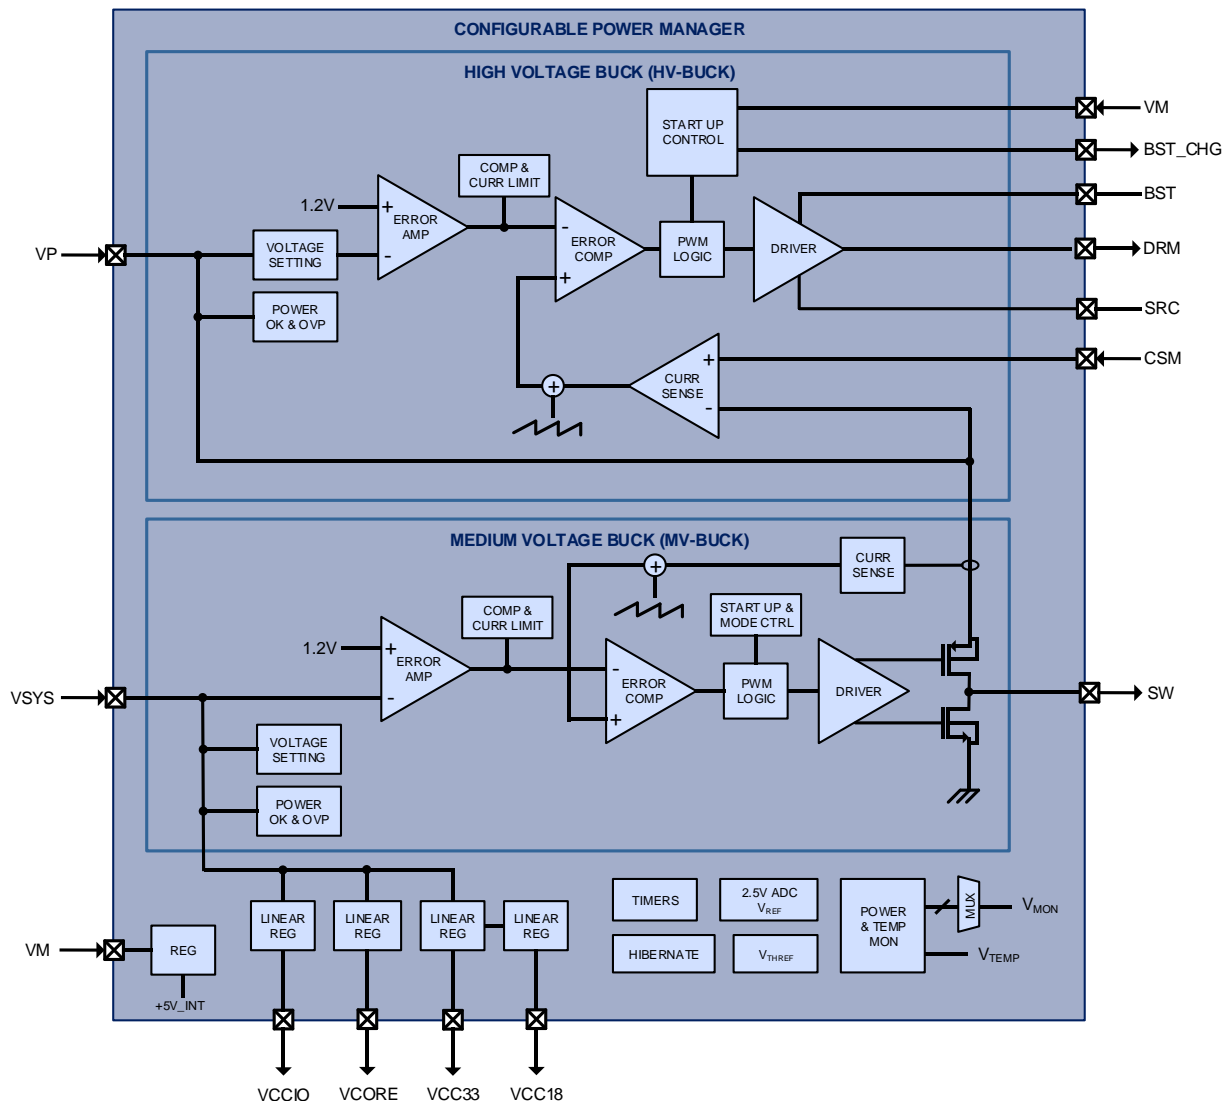 CONFIGURABLE POWER MANAGER
HIGH VOLTAGE BUCK (HV-BUCK)
VM
START UP
CONTROL
BST_CHG
COMP &
CURR LIMIT
BST
1.2V
+
ERROR
AMP
-
-
ERROR
COMP
+
PWM
LOGIC
DRIVER
DRM
VP
VOLTAGE
SETTING
POWER
OK & OVP
SRC
CSM
+
CURR
SENSE
-
+
MEDIUM VOLTAGE BUCK (MV-BUCK)
+
CURR
SENSE
COMP &
CURR LIMIT
START UP &
MODE CTRL
1.2V
+
ERROR
AMP
-
-
ERROR
COMP
+
PWM
LOGIC
DRIVER
VSYS
SW
VOLTAGE
SETTING
POWER
OK & OVP
TIMERS
2.5V ADC
VREF
POWER
& TEMP
MON
MUX
VMON
LINEAR
REG
LINEAR
REG
LINEAR
REG
LINEAR
REG
VM
REG
HIBERNATE
VTHREF
VTEMP
+5V_INT
VCCIO
VCORE
VCC33
VCC18